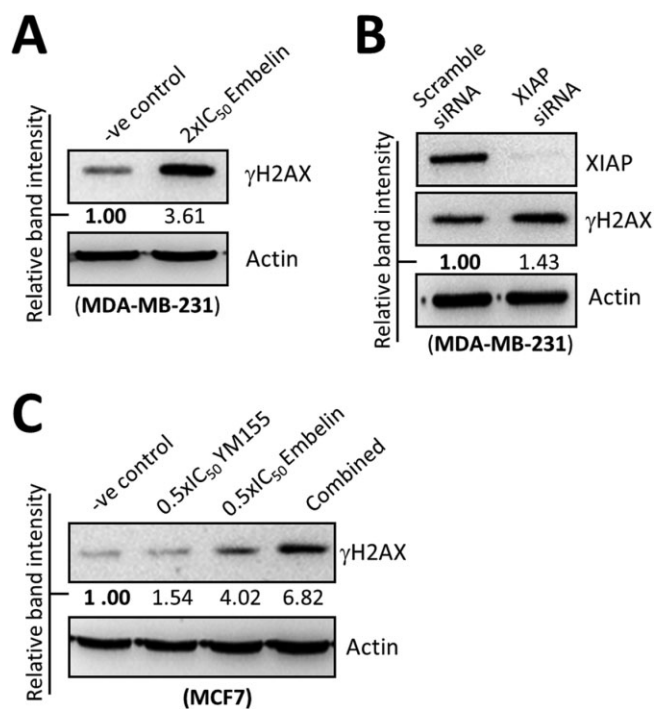 A
-ve control
2xIC50 Embelin
Relative band intensity
γH2AX
1.00 3.61
Actin
(MDA-MB-231)
B
Scramble siRNA
XIAP siRNA
Relative band intensity
XIAP
γH2AX
1.00 1.43
Actin
(MDA-MB-231)
C
-ve control
0.5xIC50 YM155
0.5xIC50 Embelin
Combined
Relative band intensity
γH2AX
1 .00 1.54 4.02 6.82
Actin
(MCF7)